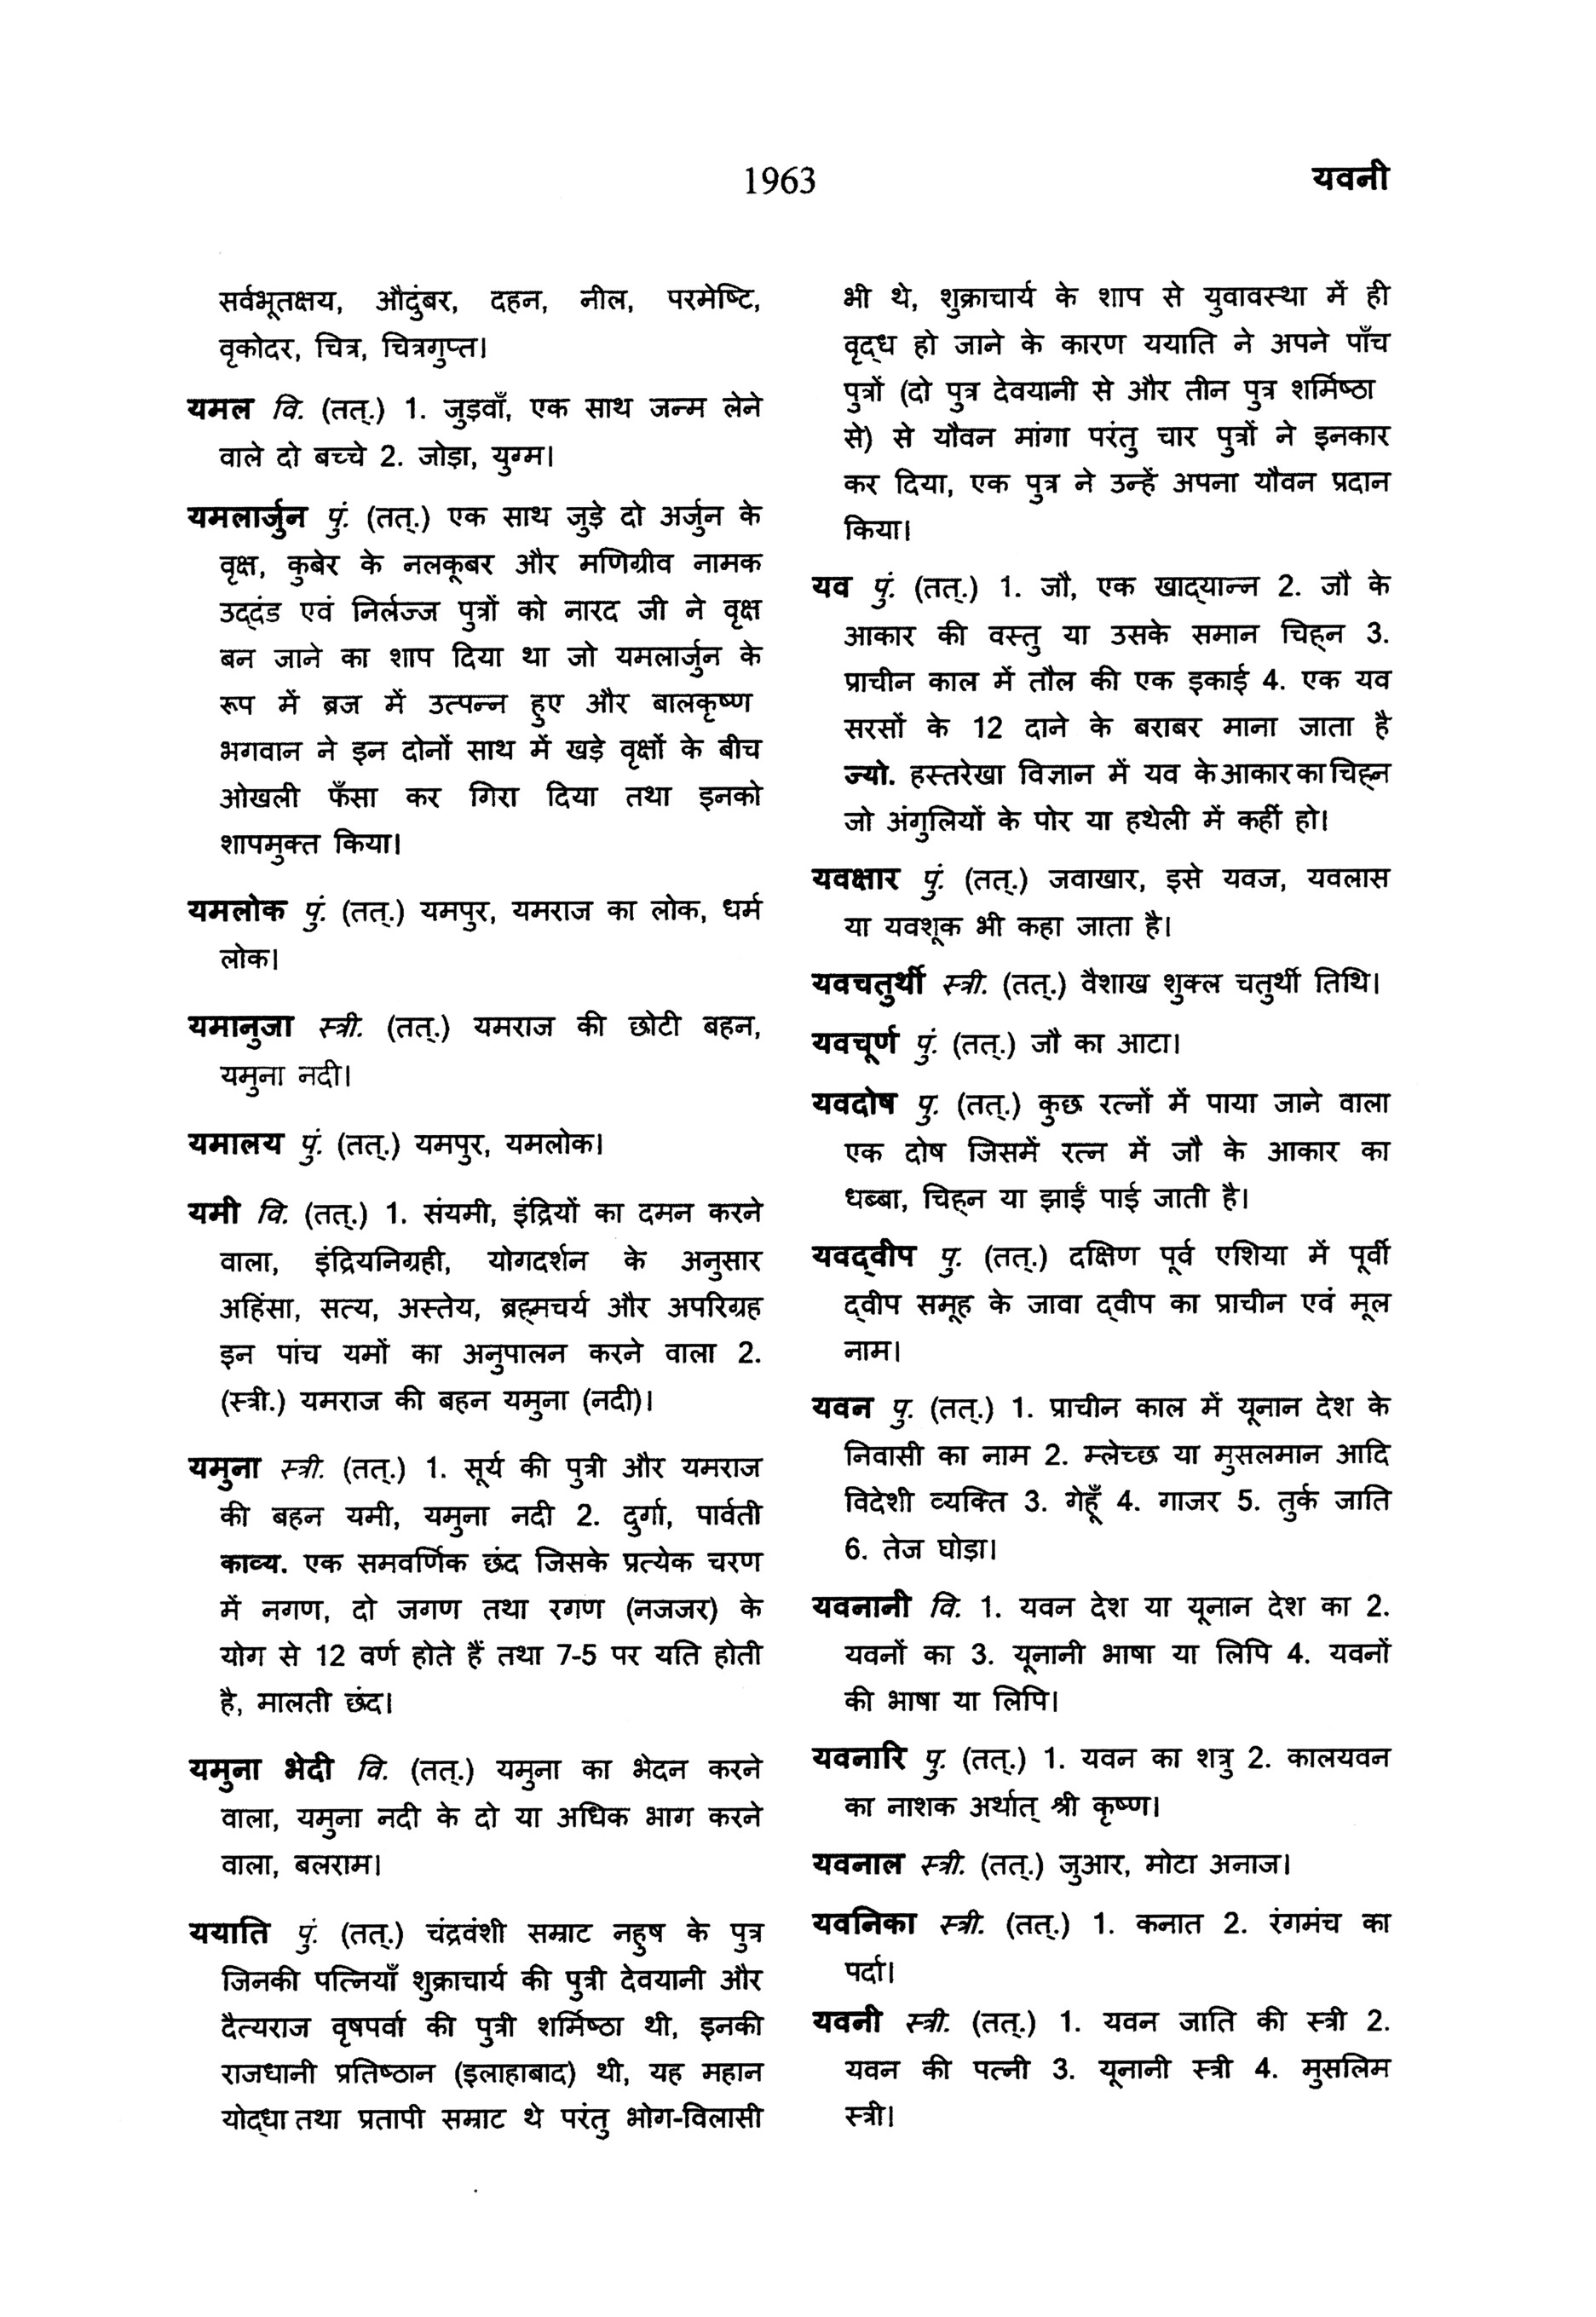 1963
यवनी
सर्वभूतक्षय, औदुंबर, दहन, नील, परमेष्टि,
वृकोदर, चित्र, चित्रगुप्त।
यमल वि. (तत्.) 1. जुड़वाँ, एक साथ जन्म लेने
वाले दो बच्चे 2. जोड़ा, युग्म।
यमलार्जुन पुं. (तत्.) एक साथ जुड़े दो अर्जुन के
वृक्ष, कुबेर के नलकूबर और मणिग्रीव नामक
उद्‌दंड एवं निर्लज्ज पुत्रों को नारद जी ने वृक्ष
बन जाने का शाप दिया था जो यमलार्जुन के
रूप में ब्रज में उत्पन्न हुए और बालकृष्ण
भगवान ने इन दोनों साथ में खड़े वृक्षों के बीच
ओखली फँसा कर गिरा दिया तथा इनको
शापमुक्त किया।
यमलोक पुं. (तत्.) यमपुर, यमराज का लोक, धर्म
लोक।
यमानुजा स्त्री. (तत्.) यमराज की छोटी बहन,
यमुना नदी।
यमालय पुं. (तत्.) यमपुर, यमलोक।
यमी वि. (तत्.) 1. संयमी, इंद्रियों का दमन करने
वाला, इंद्रियनिग्रही, योगदर्शन के अनुसार
अहिंसा, सत्य, अस्तेय, ब्रह्मचर्य और अपरिग्रह
इन पांच यमों का अनुपालन करने वाला 2.
(स्त्री.) यमराज की बहन यमुना (नदी)।
यमुना स्त्री. (तत्.) 1. सूर्य की पुत्री और यमराज
की बहन यमी, यमुना नदी 2. दुर्गा, पार्वती
काव्य. एक समवर्णिक छंद जिसके प्रत्येक चरण
में नगण, दो जगण तथा रगण (नजजर) के
योग से 12 वर्ण होते हैं तथा 7-5 पर यति होती
है, मालती छंद।
यमुना भेदी वि. (तत्.) यमुना का भेदन करने
वाला, यमुना नदी के दो या अधिक भाग करने
वाला, बलराम।
ययाति पुं. (तत्.) चंद्रवंशी सम्राट नहुष के पुत्र
जिनकी पत्नियाँ शुक्राचार्य की पुत्री देवयानी और
दैत्यराज वृषपर्वा की पुत्री शर्मिष्ठा थी, इनकी
राजधानी प्रतिष्ठान (इलाहाबाद) थी, यह महान
योद्‌धा तथा प्रतापी सम्राट थे परंतु भोग-विलासी
भी थे, शुक्राचार्य के शाप से युवावस्था में ही
वृद्‌ध हो जाने के कारण ययाति ने अपने पाँच
पुत्रों (दो पुत्र देवयानी से और तीन पुत्र शर्मिष्ठा
से) से यौवन मांगा परंतु चार पुत्रों ने इनकार
कर दिया, एक पुत्र ने उन्हें अपना यौवन प्रदान
किया।
यव पुं. (तत्.) 1. जौ, एक खाद्‌यान्न 2. जौ के
आकार की वस्तु या उसके समान चिह्न 3.
प्राचीन काल में तौल की एक इकाई 4. एक यव
सरसों के 12 दाने के बराबर माना जाता है
ज्यो. हस्तरेखा विज्ञान में यव के आकार का चिह्न
जो अंगुलियों के पोर या हथेली में कहीं हो।
यवक्षार पुं. (तत्.) जवाखार, इसे यवज, यवलास
या यवशूक भी कहा जाता है।
यवचतुर्थी स्त्री. (तत्.) वैशाख शुक्ल चतुर्थी तिथि।
यवचूर्ण पुं. (तत्.) जौ का आटा।
यवदोष पु. (तत्.) कुछ रत्नों में पाया जाने वाला
एक दोष जिसमें रत्न में जौ के आकार का
धब्बा, चिह्न या झाईं पाई जाती है।
यवद्‌वीप पु. (तत्.) दक्षिण पूर्व एशिया में पूर्वी
द्‌वीप समूह के जावा द्‌वीप का प्राचीन एवं मूल
नाम।
यवन पु. (तत्.) 1. प्राचीन काल में यूनान देश के
निवासी का नाम 2. म्लेच्छ या मुसलमान आदि
विदेशी व्यक्ति 3. गेहूँ 4. गाजर 5. तुर्क जाति
6. तेज घोड़ा।
यवनानी वि. 1. यवन देश या यूनान देश का 2.
यवनों का 3. यूनानी भाषा या लिपि 4. यवनों
की भाषा या लिपि।
यवनारि पु. (तत्.) 1. यवन का शत्रु 2. कालयवन
का नाशक अर्थात् श्री कृष्ण।
यवनाल स्त्री. (तत्.) जुआर, मोटा अनाज।
यवनिका स्त्री. (तत्.) 1. कनात 2. रंगमंच का
पर्दा।
यवनी स्त्री. (तत्.) 1. यवन जाति की स्त्री 2.
यवन की पत्नी 3. यूनानी स्त्री 4. मुसलिम
स्त्री।